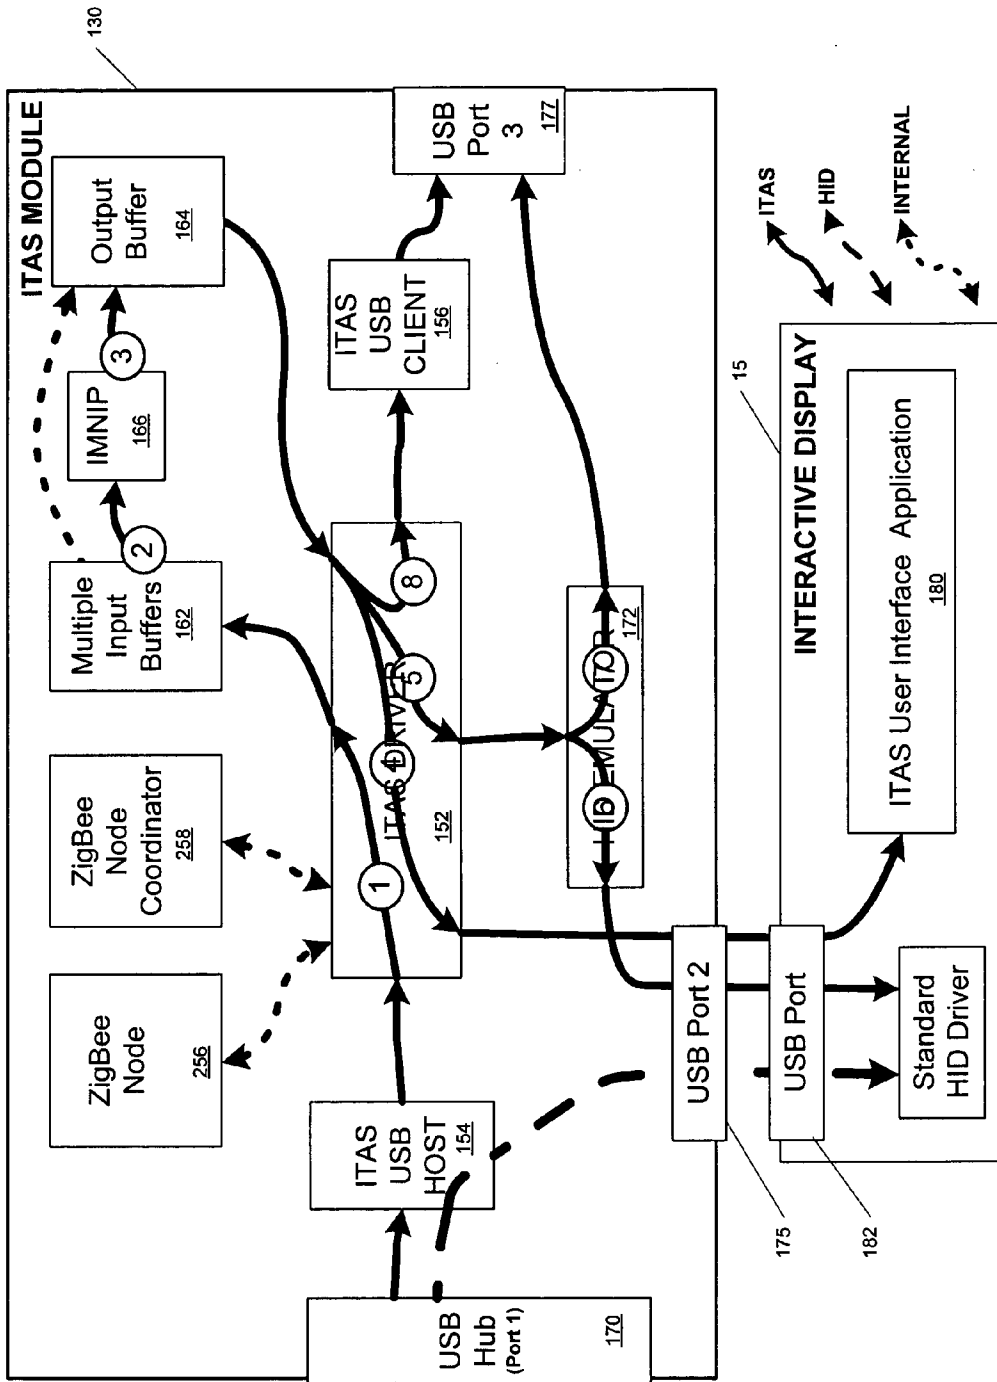 130
ITAS MODULE
ZigBee
Node
256
ZigBee
Node
Coordinator
258
Multiple
Input
Buffers
162
2
IMNIP
166
3
Output
Buffer
164
ITAS
USB
HOST
154
ITAS DRIVER
152
1
4
5
8
ITAS
USB
CLIENT
156
USB
Port
3
177
USB
Hub
(Port 1)
170
HID EMULATOR
172
6
7
USB Port 2
175
USB Port
182
15
INTERACTIVE DISPLAY
Standard
HID Driver
ITAS User Interface Application
180
ITAS
HID
INTERNAL